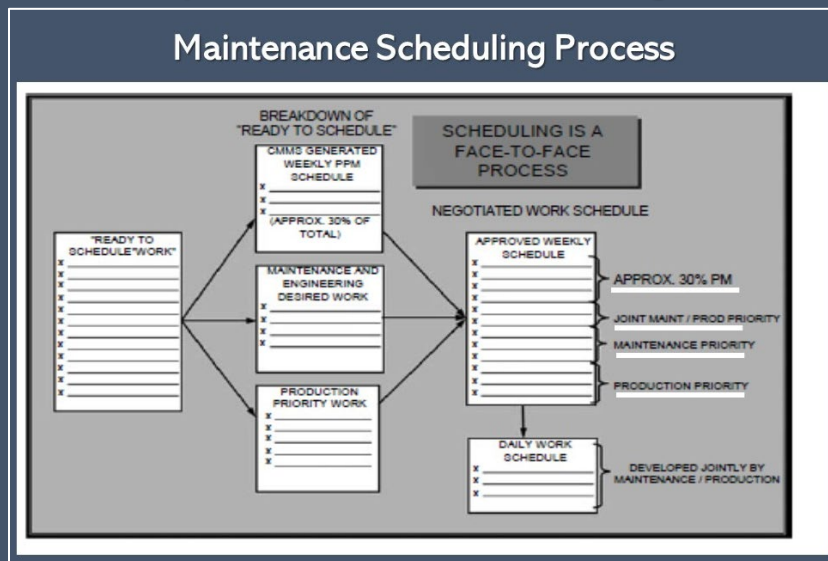 Maintenance Scheduling Process
BREAKDOWN OF
"READY TO SCHEDULE"
SCHEDULING IS A
FACE-TO-FACE
PROCESS
CMMS GENERATED
WEEKLY PPM
SCHEDULE
x
x
x
(APPROX. 30% OF
TOTAL)
NEGOTIATED WORK SCHEDULE
"READY TO
SCHEDULE"WORK"
x
x
x
x
x
x
x
x
x
x
x
x
MAINTENANCE AND
ENGINEERING
DESIRED WORK
x
x
x
x
PRODUCTION
PRIORITY WORK
x
x
x
x
x
APPROVED WEEKLY
SCHEDULE
x
x
x
x
x
x
x
x
x
x
x
x
APPROX. 30% PM
JOINT MAINT / PROD PRIORITY
MAINTENANCE PRIORITY
PRODUCTION PRIORITY
DAILY WORK
SCHEDULE
x
x
x
DEVELOPED JOINTLY BY
MAINTENANCE / PRODUCTION